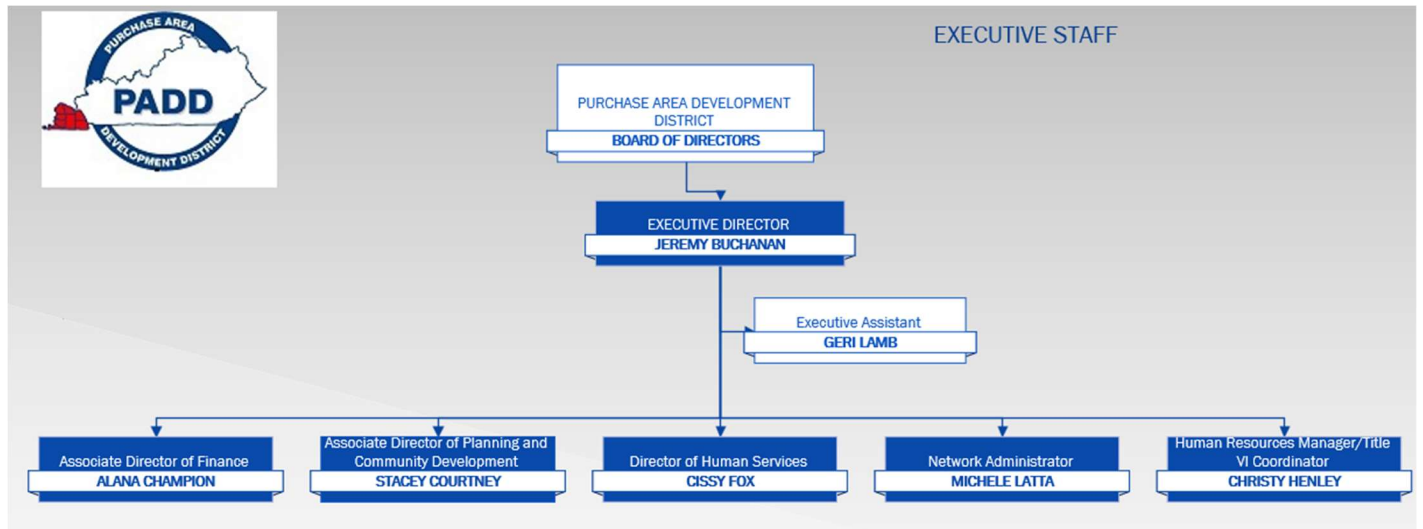 PURCHASE AREA
PADD
DEVELOPMENT DISTRICT
EXECUTIVE STAFF
PURCHASE AREA DEVELOPMENT
DISTRICT
BOARD OF DIRECTORS
EXECUTIVE DIRECTOR
JEREMY BUCHANAN
Executive Assistant
GERI LAMB
Associate Director of Finance
ALANA CHAMPION
Associate Director of Planning and
Community Development
STACEY COURTNEY
Director of Human Services
CISSY FOX
Network Administrator
MICHELE LATTA
Human Resources Manager/Title
VI Coordinator
CHRISTY HENLEY